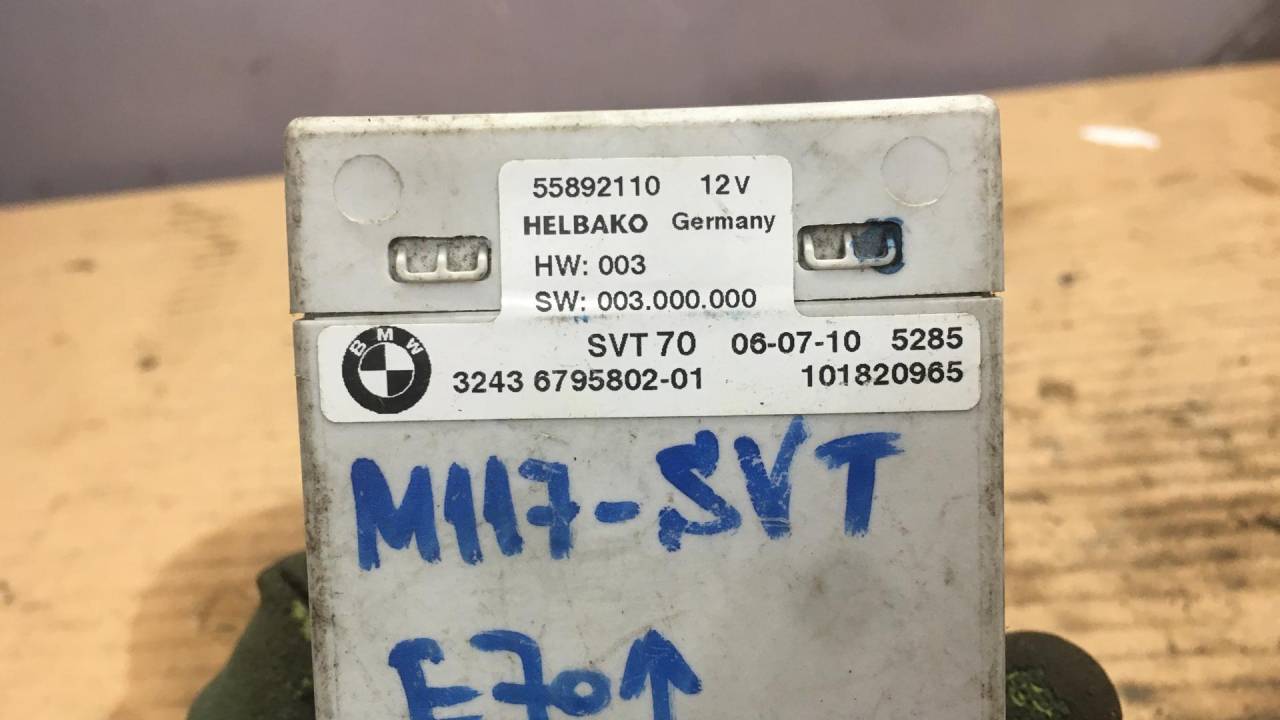 55892110 12V
HELBAKO Germany
HW: 003
SW: 003.000.000
SVT 70 06-07-10 5285
BMW
3243 6795802-01 101820965
M117-SVT
E70↑